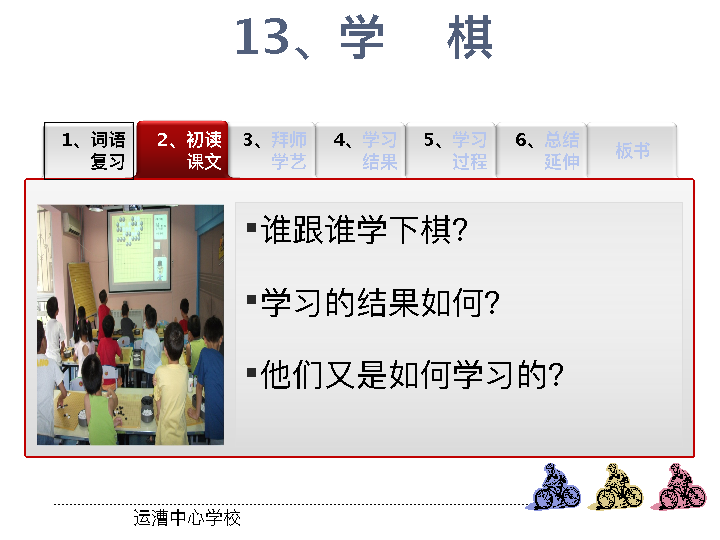 13、学 棋
1、词语
复习
2、初读
课文
3、拜师
学艺
4、学习
结果
5、学习
过程
6、总结
延伸
板书
谁跟谁学下棋?
学习的结果如何?
他们又是如何学习的?
运漕中心学校